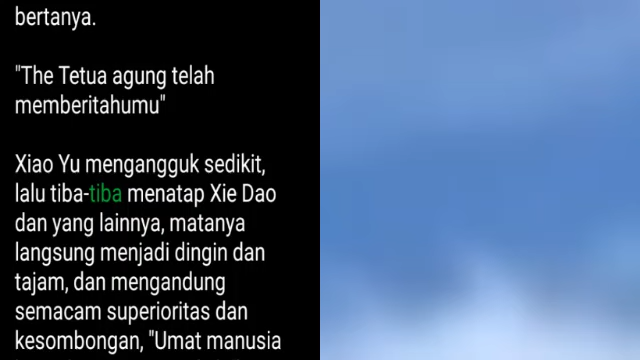 bertanya.
"The Tetua agung telah
memberitahumu"
Xiao Yu mengangguk sedikit,
lalu tiba-tiba menatap Xie Dao
dan yang lainnya, matanya
langsung menjadi dingin dan
tajam, dan mengandung
semacam superioritas dan
kesombongan, "Umat manusia